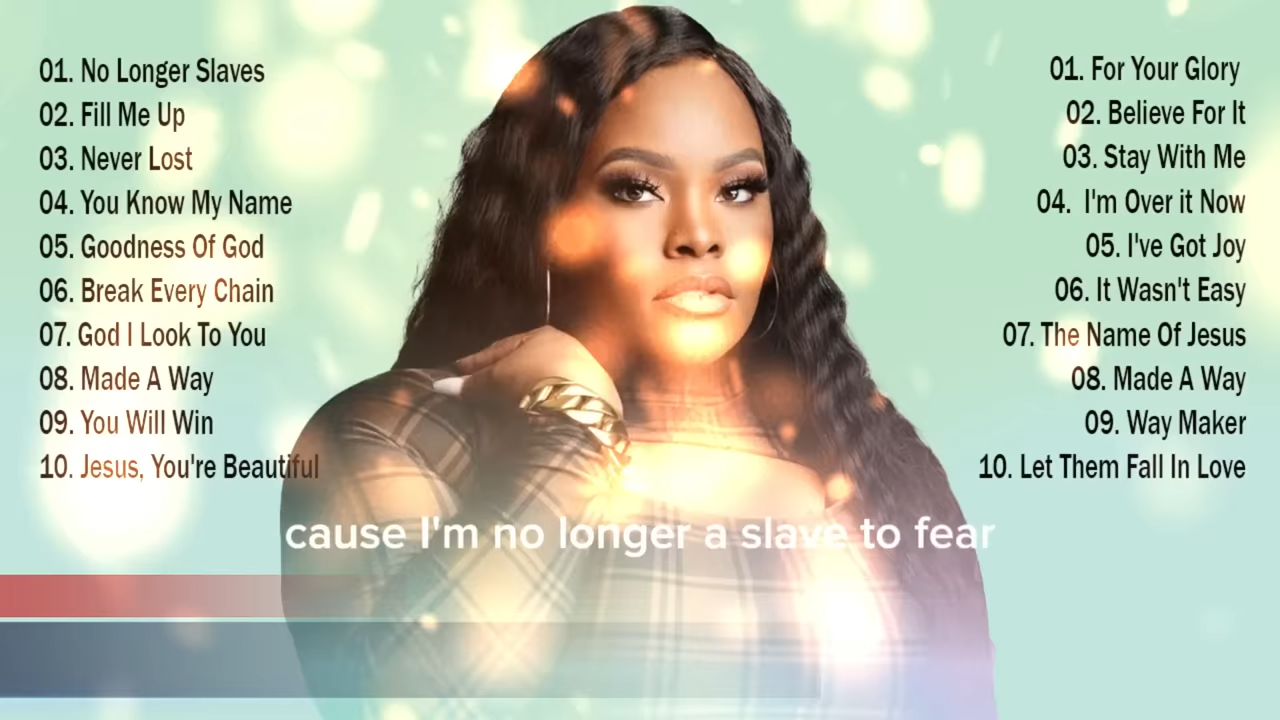 01. No Longer Slaves
02. Fill Me Up
03. Never Lost
04. You Know My Name
05. Goodness Of God
06. Break Every Chain
07. God I Look To You
08. Made A Way
09. You Will Win
10. Jesus, You're Beautiful
01. For Your Glory
02. Believe For It
03. Stay With Me
04. I'm Over it Now
05. I've Got Joy
06. It Wasn't Easy
07. The Name Of Jesus
08. Made A Way
09. Way Maker
10. Let Them Fall In Love
cause I'm no longer a slave to fear